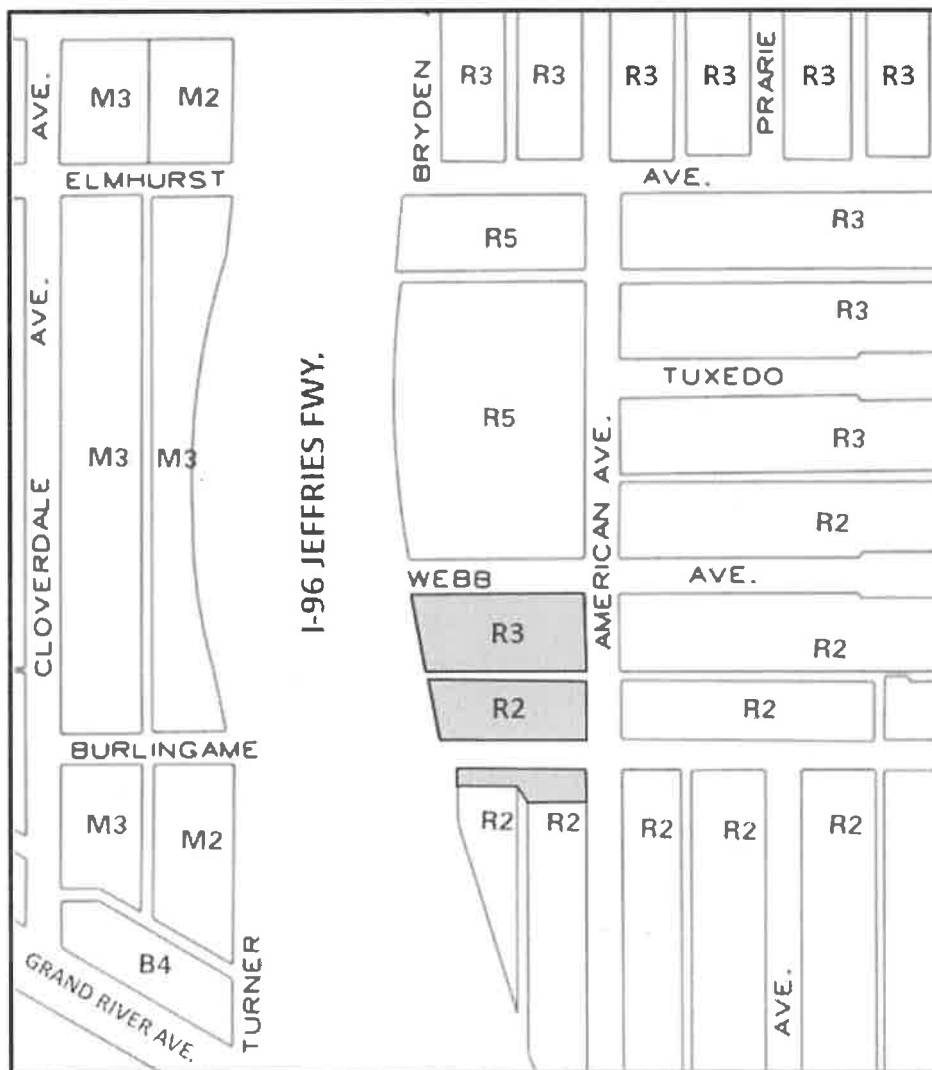 AVE.
M3
M2
BRYDEN
R3
R3
R3
R3
PRARIE
R3
R3
ELMHURST
AVE.
CLOVERDALE AVE.
M3
M3
I-96 JEFFRIES FWY.
R5
R3
R3
TUXEDO
R5
R3
AMERICAN AVE.
R2
WEBB
AVE.
R3
R2
R2
R2
BURLINGAME
M3
M2
R2
R2
R2
R2
R2
B4
GRAND RIVER AVE.
TURNER
AVE.